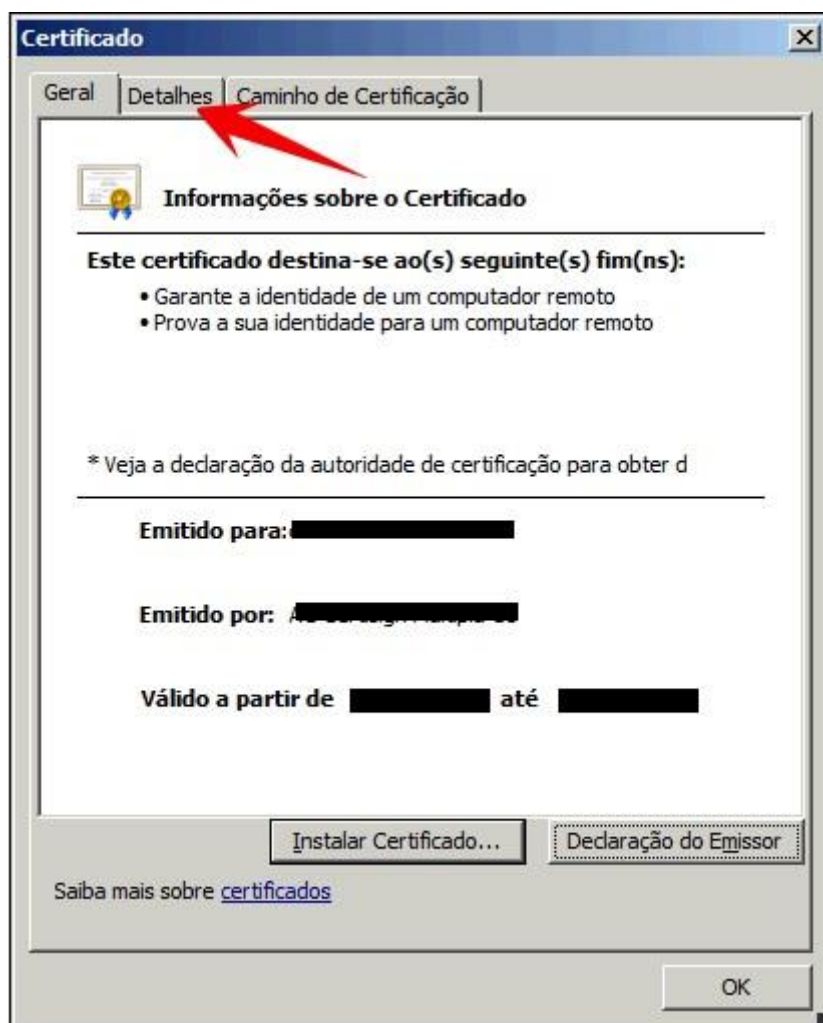 Certificado
Geral Detalhes Caminho de Certificação
Informações sobre o Certificado
Este certificado destina-se ao(s) seguinte(s) fim(ns):
• Garante a identidade de um computador remoto
• Prova a sua identidade para um computador remoto
* Veja a declaração da autoridade de certificação para obter d
Emitido para:
Emitido por:
Válido a partir de até
Instalar Certificado... Declaração do Emissor
Saiba mais sobre certificados
OK